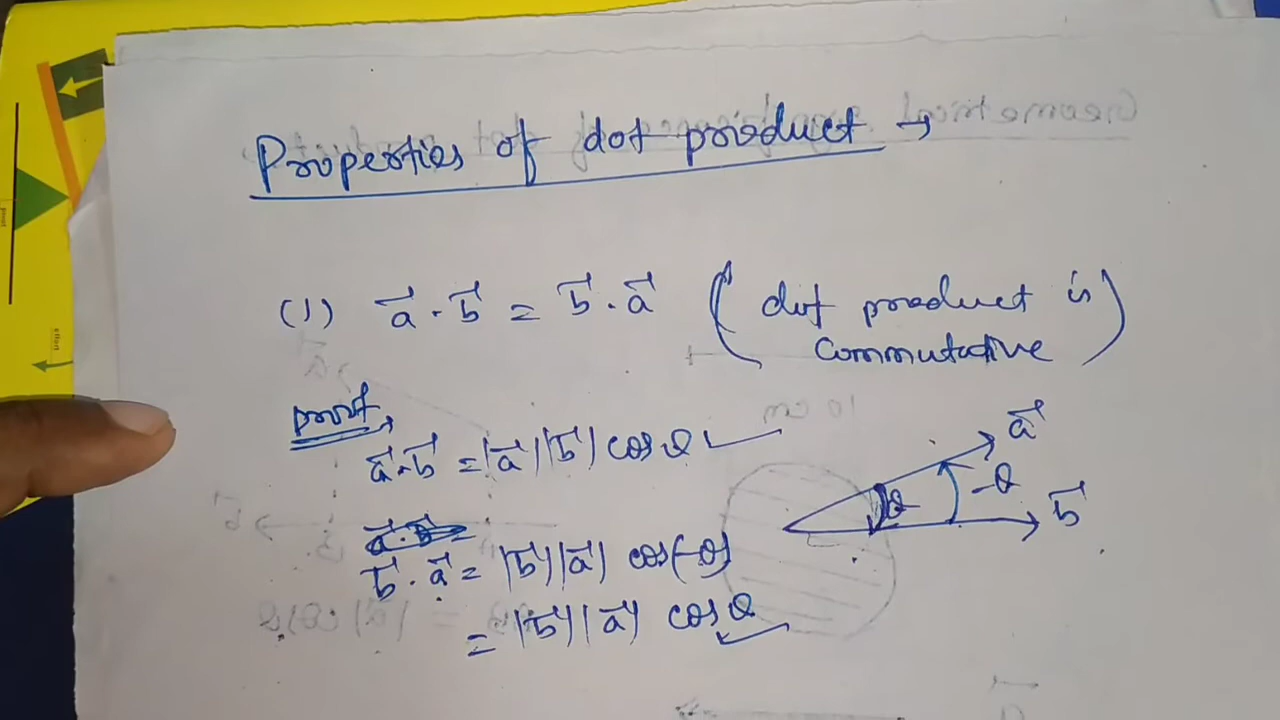 Properties of dot product →
(1) a⃗ . b⃗ = b⃗ . a⃗ ( dot product is
commutative )
proof
a⃗ . b⃗ = |a⃗| |b⃗| cos θ
b⃗ . a⃗ = |b⃗| |a⃗| cos(-θ)
= |b⃗| |a⃗| cos θ
a⃗
θ -θ
b⃗